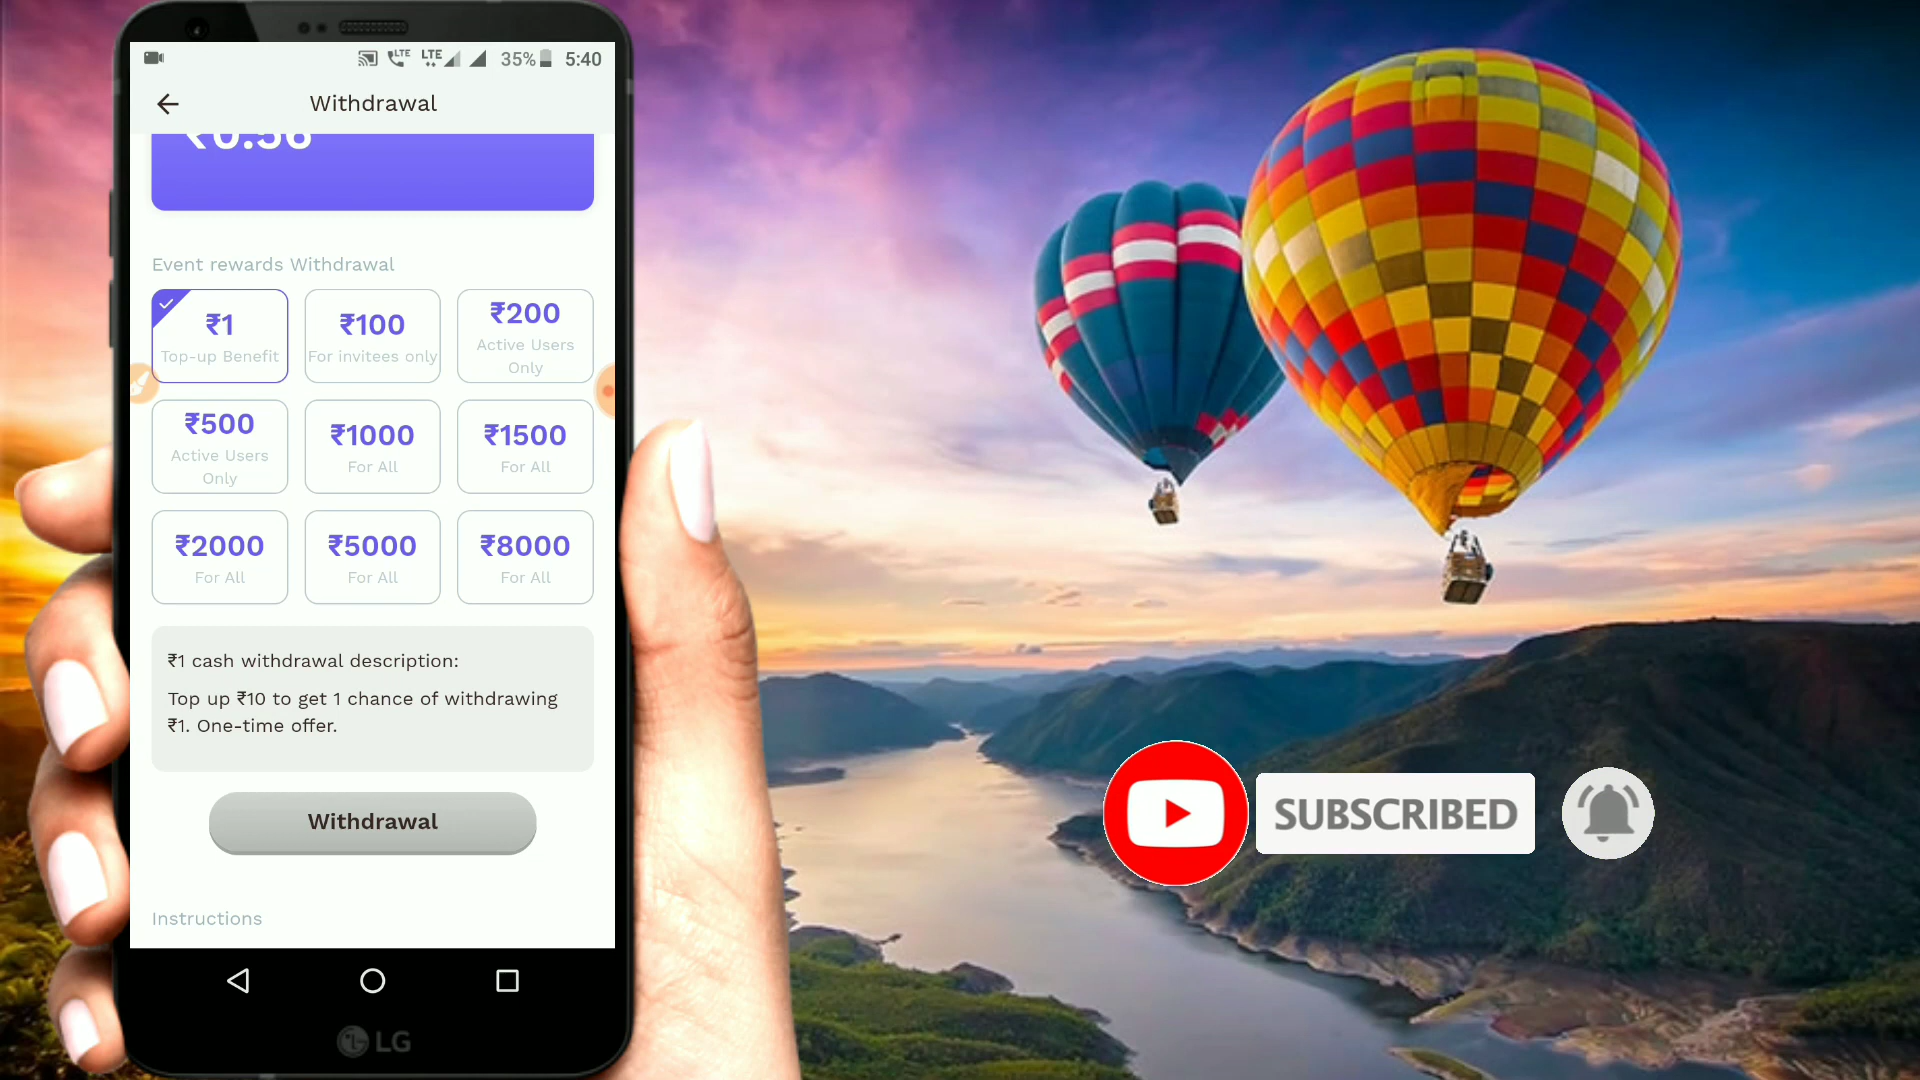 LTE LTE 35% 5:40
Withdrawal
Event rewards Withdrawal
₹1
Top-up Benefit
₹100
For invitees only
₹200
Active Users
Only
₹500
Active Users
Only
₹1000
For All
₹1500
For All
₹2000
For All
₹5000
For All
₹8000
For All
₹1 cash withdrawal description:
Top up ₹10 to get 1 chance of withdrawing
₹1. One-time offer.
Withdrawal
Instructions
LG
SUBSCRIBED